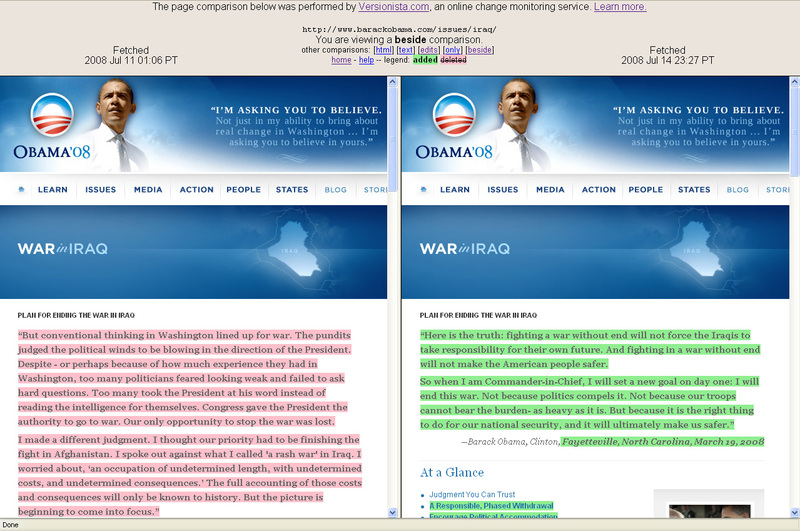 The page comparison below was performed by Versionista.com, an online change monitoring service. Learn more.
http://www.barackobama.com/issues/iraq/
You are viewing a beside comparison.
other comparisons: [html] [text] [edits] [only] [beside]
home - help -- legend: added deleted
Fetched
2008 Jul 11 01:06 PT
Fetched
2008 Jul 14 23:27 PT
“I’M ASKING YOU TO BELIEVE.
Not just in my ability to bring about
real change in Washington ... I’m
asking you to believe in yours.”
OBAMA’08
LEARN ISSUES MEDIA ACTION PEOPLE STATES BLOG STOR
WAR in IRAQ
IRAQ
PLAN FOR ENDING THE WAR IN IRAQ
“But conventional thinking in Washington lined up for war. The pundits
judged the political winds to be blowing in the direction of the President.
Despite - or perhaps because of how much experience they had in
Washington, too many politicians feared looking weak and failed to ask
hard questions. Too many took the President at his word instead of
reading the intelligence for themselves. Congress gave the President the
authority to go to war. Our only opportunity to stop the war was lost.
I made a different judgment. I thought our priority had to be finishing the
fight in Afghanistan. I spoke out against what I called 'a rash war' in Iraq. I
worried about, 'an occupation of undetermined length, with undetermined
costs, and undetermined consequences.' The full accounting of those costs
and consequences will only be known to history. But the picture is
beginning to come into focus.”
“I’M ASKING YOU TO BELIEVE.
Not just in my ability to bring about
real change in Washington ... I’m
asking you to believe in yours.”
OBAMA’08
LEARN ISSUES MEDIA ACTION PEOPLE STATES BLOG STORI
WAR in IRAQ
IRAQ
PLAN FOR ENDING THE WAR IN IRAQ
“Here is the truth: fighting a war without end will not force the Iraqis to
take responsibility for their own future. And fighting in a war without end
will not make the American people safer.
So when I am Commander-in-Chief, I will set a new goal on day one: I will
end this war. Not because politics compels it. Not because our troops
cannot bear the burden- as heavy as it is. But because it is the right thing
to do for our national security, and it will ultimately make us safer.”
—Barack Obama, Clinton, Fayetteville, North Carolina, March 19, 2008
At a Glance
Judgment You Can Trust
A Responsible, Phased Withdrawal
Encourage Political Accommodation
Done